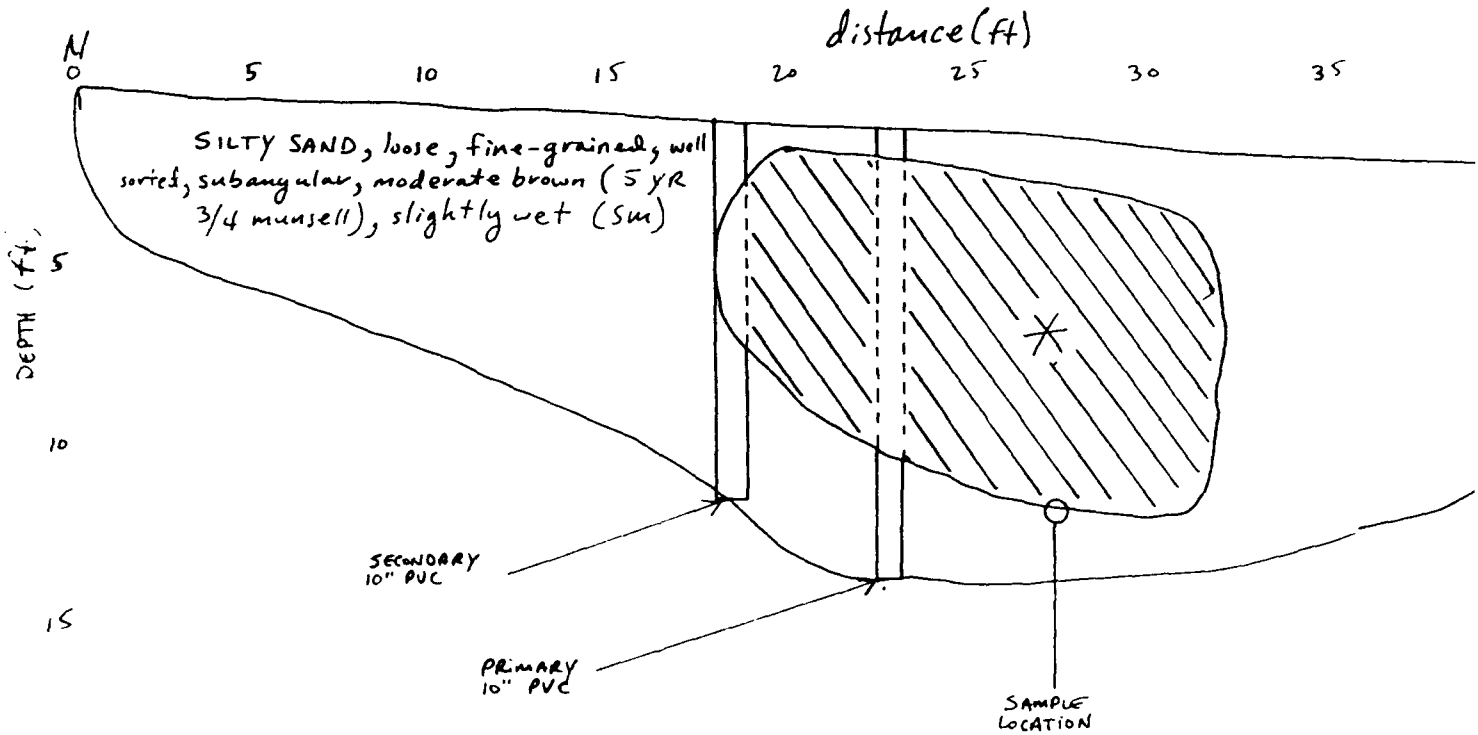 distance (ft)
N
0 5 10 15 20 25 30 35
SILTY SAND, loose, fine-grained, well
sorted, subangular, moderate brown (5 YR
3/4 munsell), slightly wet (SM)
DEPTH (ft)
5
10
15
SECONDARY
10" PVC
PRIMARY
10" PVC
SAMPLE
LOCATION